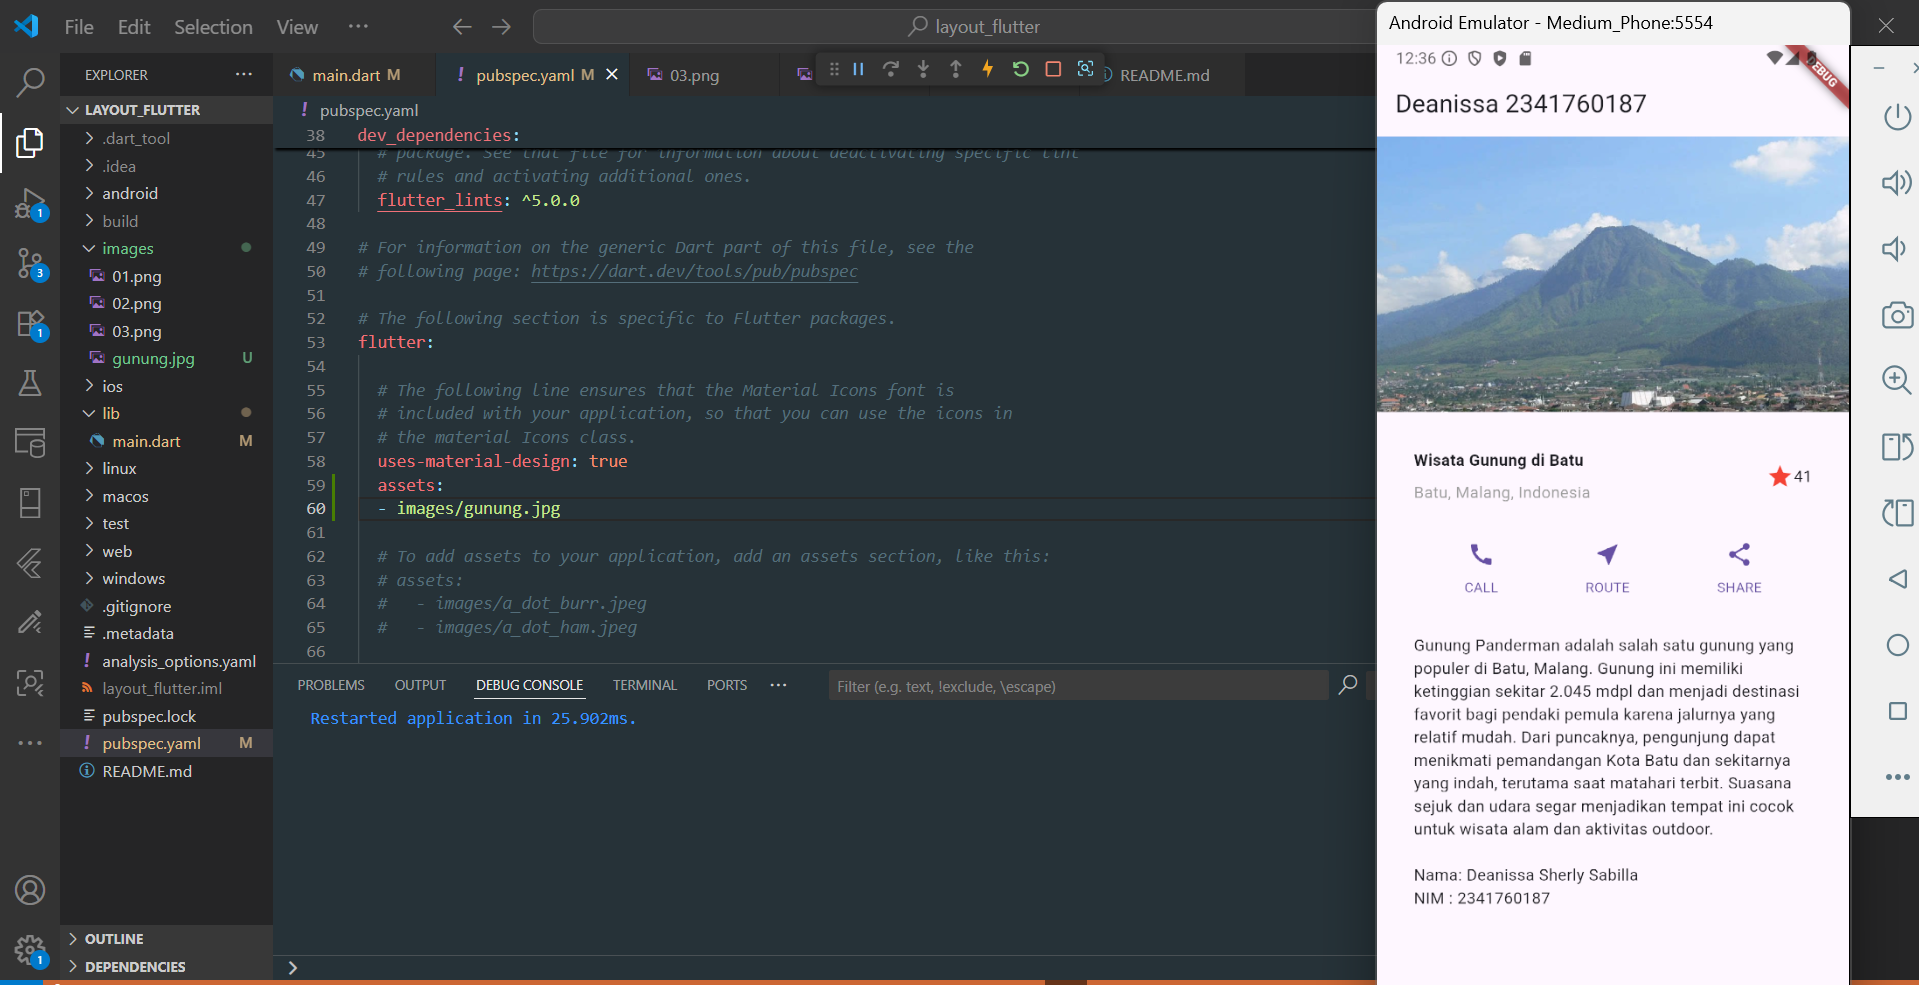 File Edit Selection View ···
layout_flutter
EXPLORER ···
LAYOUT_FLUTTER
.dart_tool
.idea
android
build
images
01.png
02.png
03.png
gunung.jpg U
ios
lib
main.dart M
linux
macos
test
web
windows
.gitignore
.metadata
analysis_options.yaml
layout_flutter.iml
pubspec.lock
pubspec.yaml M
README.md
OUTLINE
DEPENDENCIES
1
3
1
1
main.dart M
! pubspec.yaml M
03.png
README.md
! pubspec.yaml
38 dev_dependencies:
45 # package. See that file for information about deactivating specific lint
46 # rules and activating additional ones.
47 flutter_lints: ^5.0.0
48
49 # For information on the generic Dart part of this file, see the
50 # following page: https://dart.dev/tools/pub/pubspec
51
52 # The following section is specific to Flutter packages.
53 flutter:
54
55 # The following line ensures that the Material Icons font is
56 # included with your application, so that you can use the icons in
57 # the material Icons class.
58 uses-material-design: true
59 assets:
60 - images/gunung.jpg
61
62 # To add assets to your application, add an assets section, like this:
63 # assets:
64 # - images/a_dot_burr.jpeg
65 # - images/a_dot_ham.jpeg
66
PROBLEMS OUTPUT DEBUG CONSOLE TERMINAL PORTS ···
Filter (e.g. text, !exclude, \escape)
Restarted application in 25.902ms.
Android Emulator - Medium_Phone:5554
12:36
Deanissa 2341760187
Wisata Gunung di Batu
Batu, Malang, Indonesia
41
CALL ROUTE SHARE
Gunung Panderman adalah salah satu gunung yang
populer di Batu, Malang. Gunung ini memiliki
ketinggian sekitar 2.045 mdpl dan menjadi destinasi
favorit bagi pendaki pemula karena jalurnya yang
relatif mudah. Dari puncaknya, pengunjung dapat
menikmati pemandangan Kota Batu dan sekitarnya
yang indah, terutama saat matahari terbit. Suasana
sejuk dan udara segar menjadikan tempat ini cocok
untuk wisata alam dan aktivitas outdoor.
Nama: Deanissa Sherly Sabilla
NIM : 2341760187